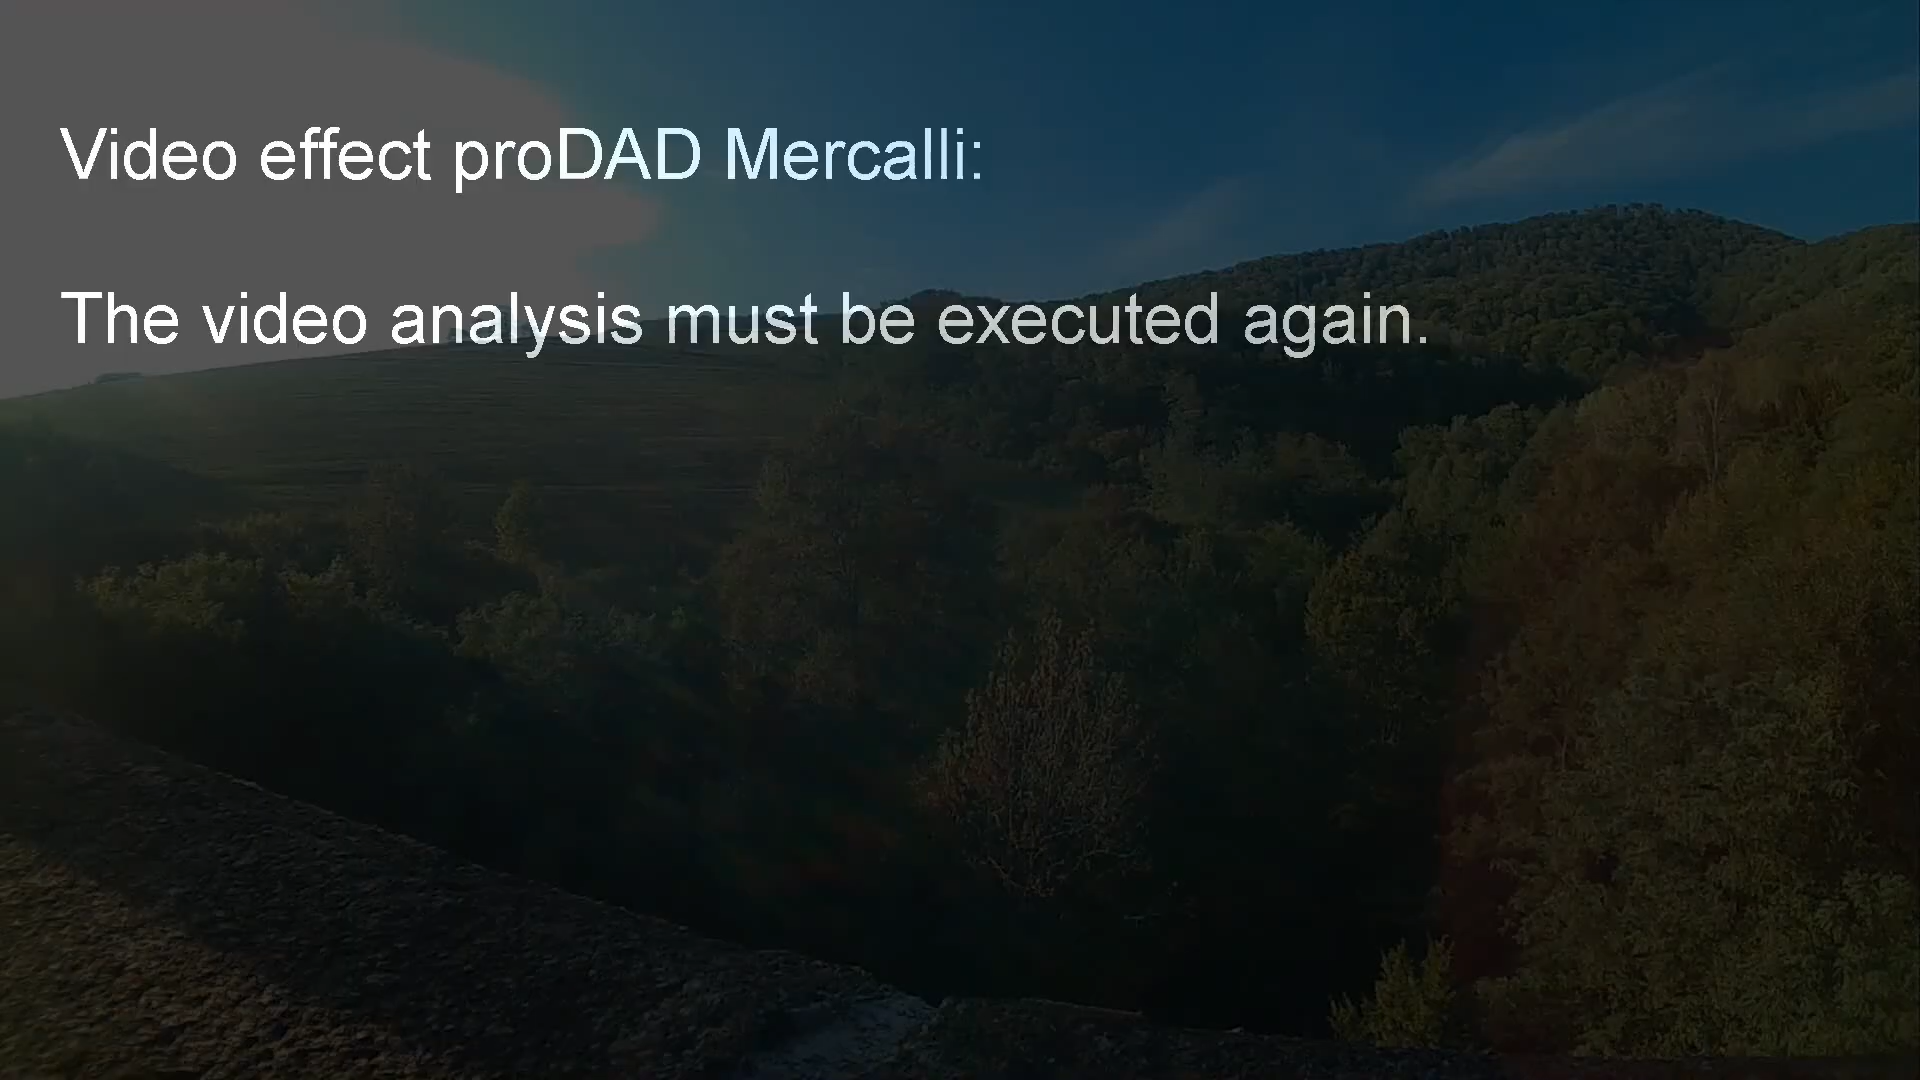 Video effect proDAD Mercalli:
The video analysis must be executed again.